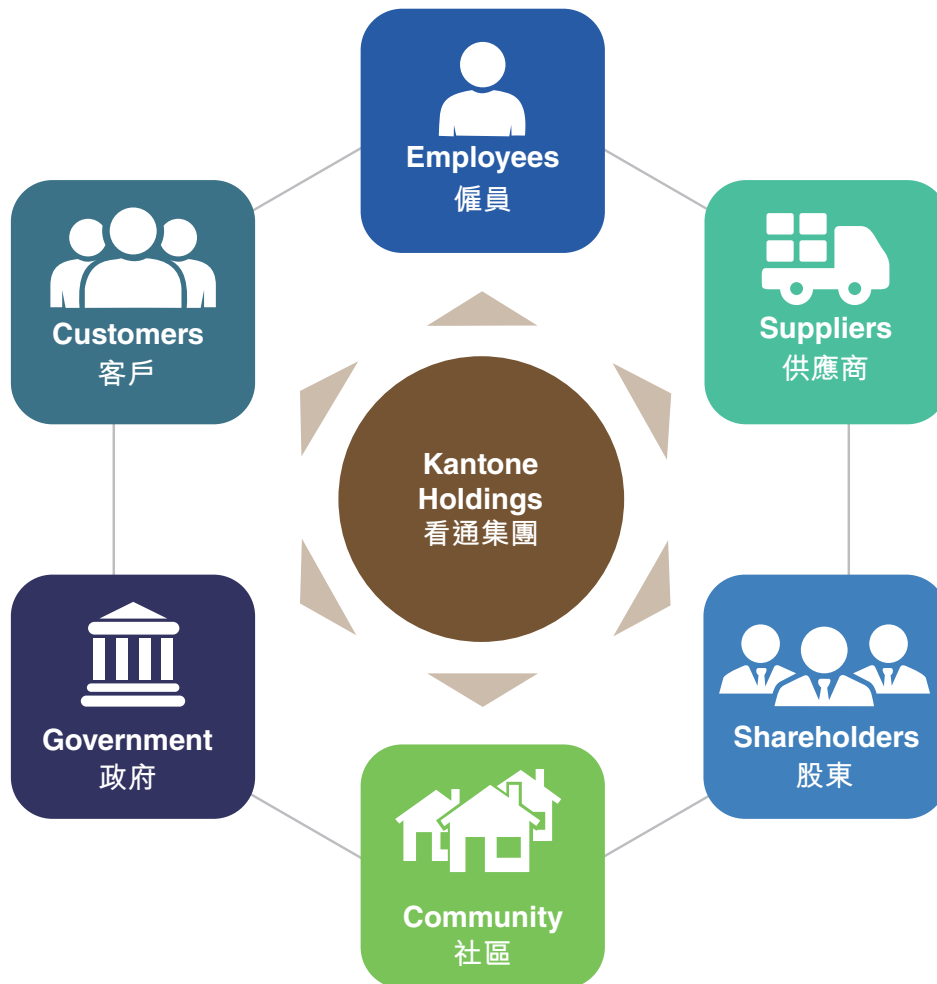 Employees
僱員
Customers
客戶
Suppliers
供應商
Kantone
Holdings
看通集團
Government
政府
Shareholders
股東
Community
社區